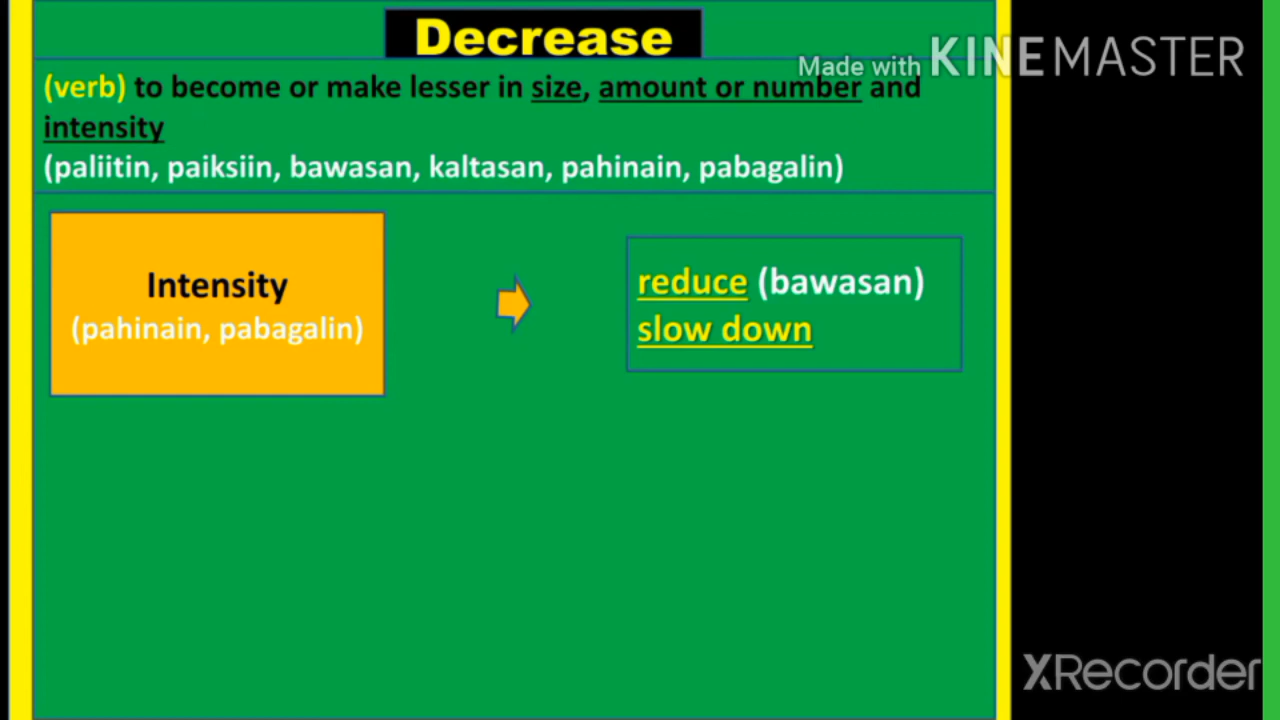 Decrease
Made with KINEMASTER
(verb) to become or make lesser in size, amount or number and
intensity
(paliitin, paiksiin, bawasan, kaltasan, pahinain, pabagalin)
Intensity
(pahinain, pabagalin)
reduce (bawasan)
slow down
XRecorder